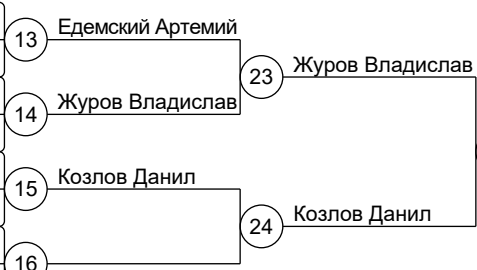 13 Едемский Артемий
23 Журов Владислав
14 Журов Владислав
15 Козлов Данил
24 Козлов Данил
16